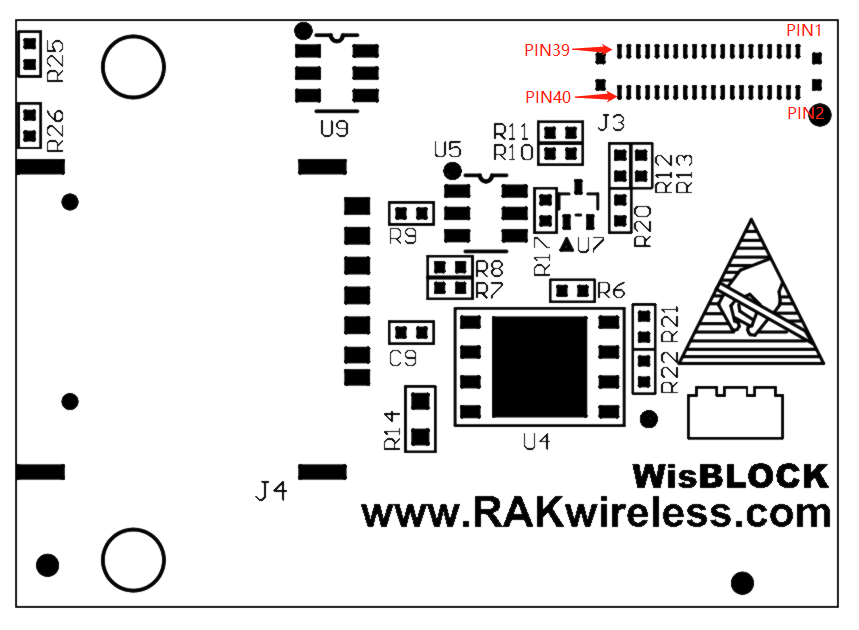 PIN1
PIN39
R25
PIN40
PIN2
R26
U9
R11
J3
R10
U5
R12
R13
R9
R17
U7
R20
R8
R7
R6
R21
C9
R22
R14
U4
WisBLOCK
J4
www.RAKwireless.com